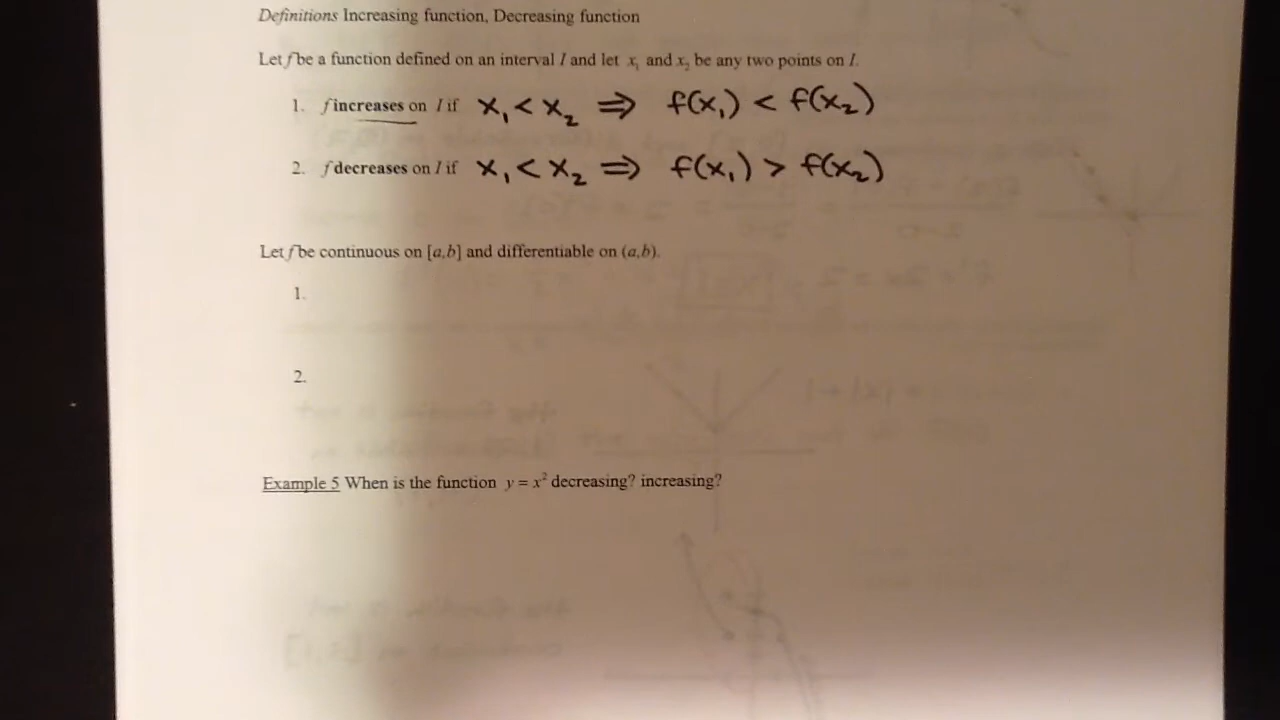 Definitions Increasing function, Decreasing function
Let f be a function defined on an interval I and let x₁ and x₂ be any two points on I.
1. f increases on I if x₁ < x₂ ⇒ f(x₁) < f(x₂)
2. f decreases on I if x₁ < x₂ ⇒ f(x₁) > f(x₂)
Let f be continuous on [a,b] and differentiable on (a,b).
1.
2.
Example 5 When is the function y = x² decreasing? increasing?